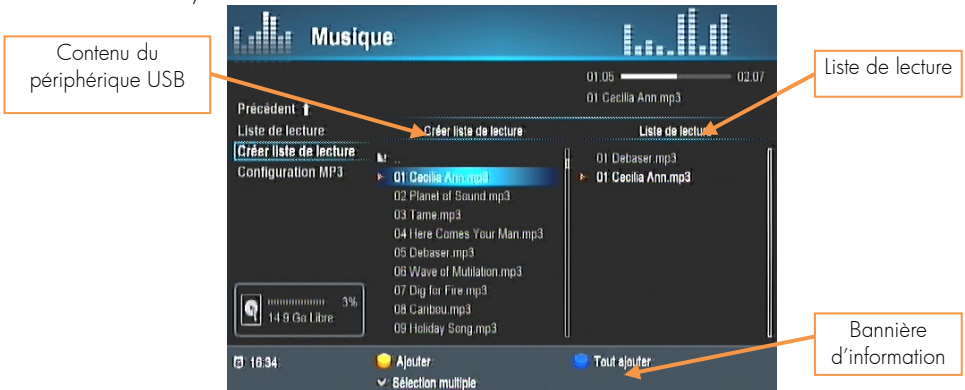 Musique
Contenu du
périphérique USB
Liste de lecture
01:05
02:07
01 Cecilia Ann.mp3
Précédent
Liste de lecture
Créer liste de lecture
Configuration MP3
Créer liste de lecture
..
01 Cecilia Ann.mp3
02 Planet of Sound.mp3
03 Tame.mp3
04 Here Comes Your Man.mp3
05 Debaser.mp3
06 Wave of Mutilation.mp3
07 Dig for Fire.mp3
08 Caribou.mp3
09 Holiday Song.mp3
Liste de lecture
01 Debaser.mp3
01 Cecilia Ann.mp3
3%
14.9 Go Libre
Bannière
d'information
16:34
Ajouter
Tout ajouter
Sélection multiple